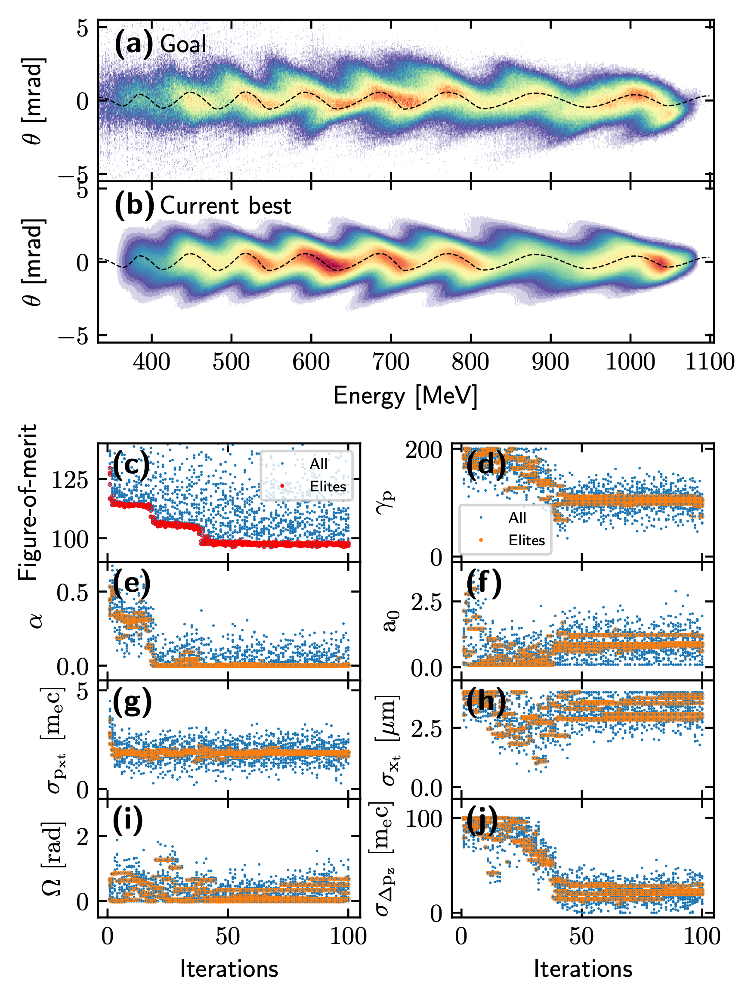 (a) Goal
5
0
−5
θ [mrad]
(b) Current best
5
0
−5
θ [mrad]
400 500 600 700 800 900 1000 1100
Energy [MeV]
(c)
All
Elites
125
100
Figure-of-merit
(d)
All
Elites
200
0
γp
(e)
0.5
0.0
α
(f)
2.5
0.0
a0
(g)
5
0
σpxt [mec]
(h)
2.5
0.0
σxt [μm]
(i)
2
0
Ω [rad]
(j)
100
0
σΔpz [mec]
0 50 100
Iterations
0 50 100
Iterations